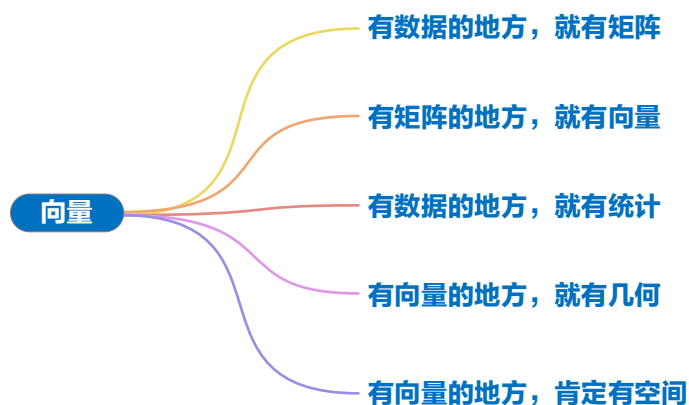 有数据的地方，就有矩阵
有矩阵的地方，就有向量
向量
有数据的地方，就有统计
有向量的地方，就有几何
有向量的地方，肯定有空间